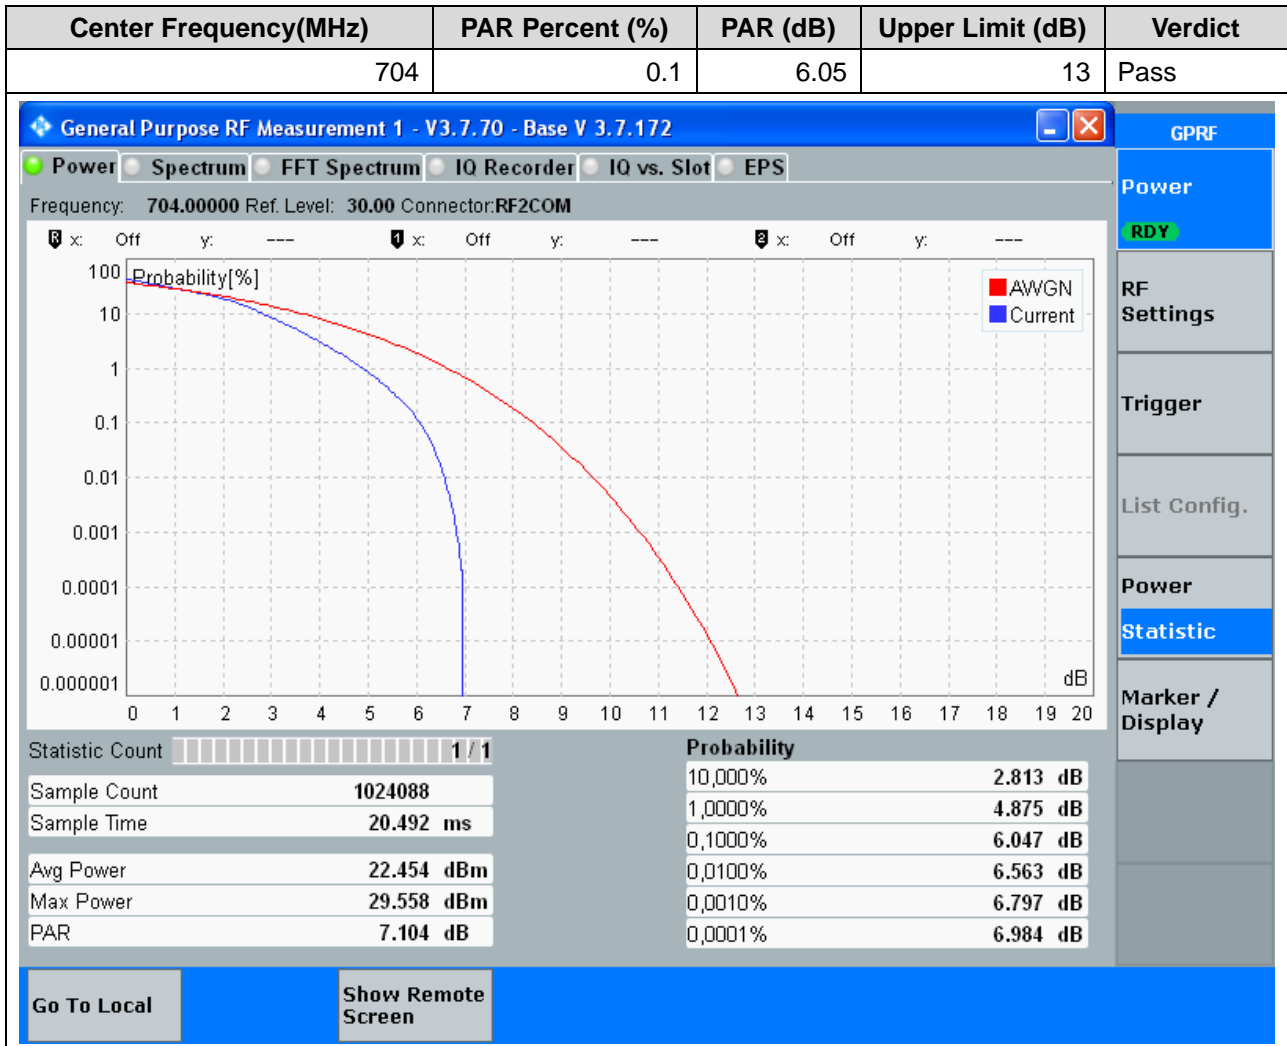 Center Frequency(MHz) PAR Percent (%) PAR (dB) Upper Limit (dB) Verdict
704 0.1 6.05 13 Pass
General Purpose RF Measurement 1 - V3.7.70 - Base V 3.7.172
GPRF
Power Spectrum FFT Spectrum IQ Recorder IQ vs. Slot EPS
Frequency: 704.00000 Ref. Level: 30.00 Connector:RF2COM
R x: Off y: --- 1 x: Off y: --- 2 x: Off y: ---
Probability[%]
100
10
1
0.1
0.01
0.001
0.0001
0.00001
0.000001
AWGN
Current
dB
0 1 2 3 4 5 6 7 8 9 10 11 12 13 14 15 16 17 18 19 20
Statistic Count 1 / 1
Sample Count 1024088
Sample Time 20.492 ms
Avg Power 22.454 dBm
Max Power 29.558 dBm
PAR 7.104 dB
Probability
10,000% 2.813 dB
1,0000% 4.875 dB
0,1000% 6.047 dB
0,0100% 6.563 dB
0,0010% 6.797 dB
0,0001% 6.984 dB
Power
RDY
RF
Settings
Trigger
List Config.
Power
Statistic
Marker /
Display
Go To Local
Show Remote
Screen